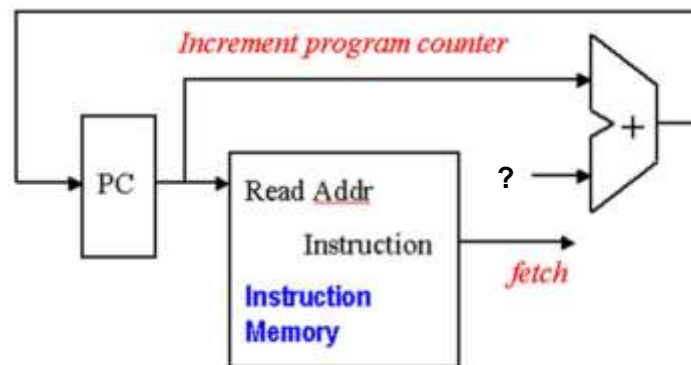 Increment program counter
+
PC
?
Read Addr
Instruction
fetch
Instruction
Memory